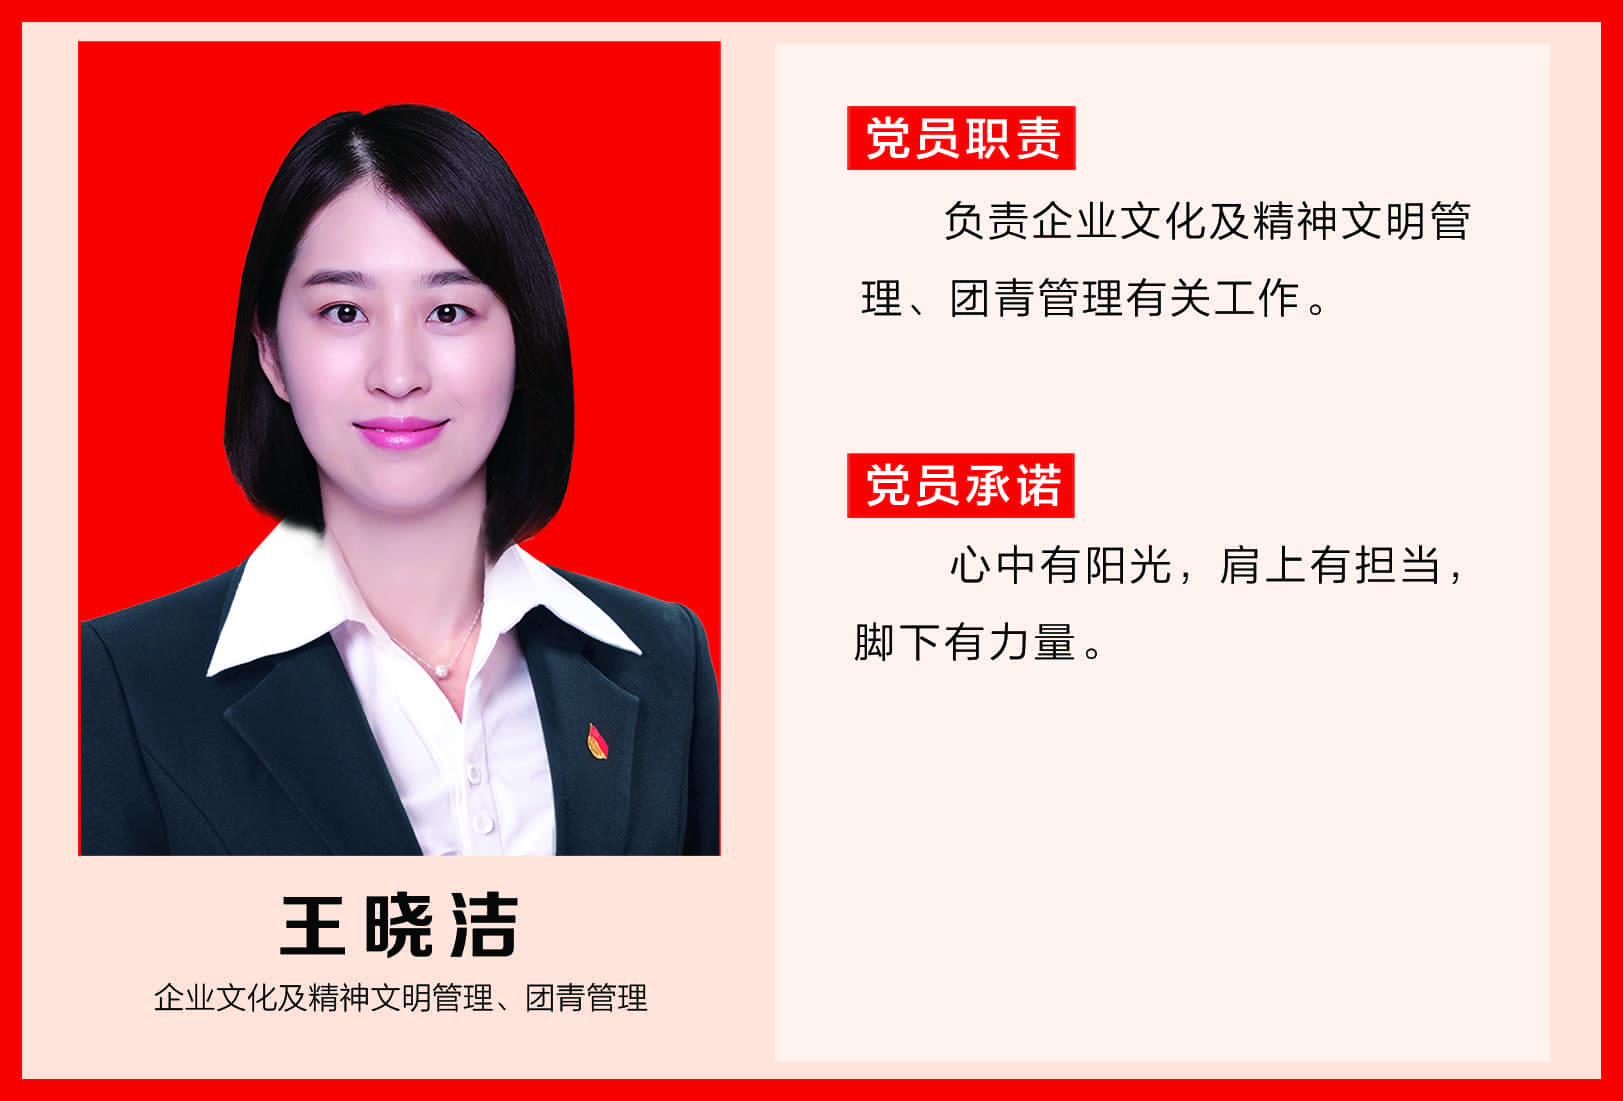 党员职责
负责企业文化及精神文明管
理、团青管理有关工作。
党员承诺
心中有阳光，肩上有担当，
脚下有力量。
王晓洁
企业文化及精神文明管理、团青管理